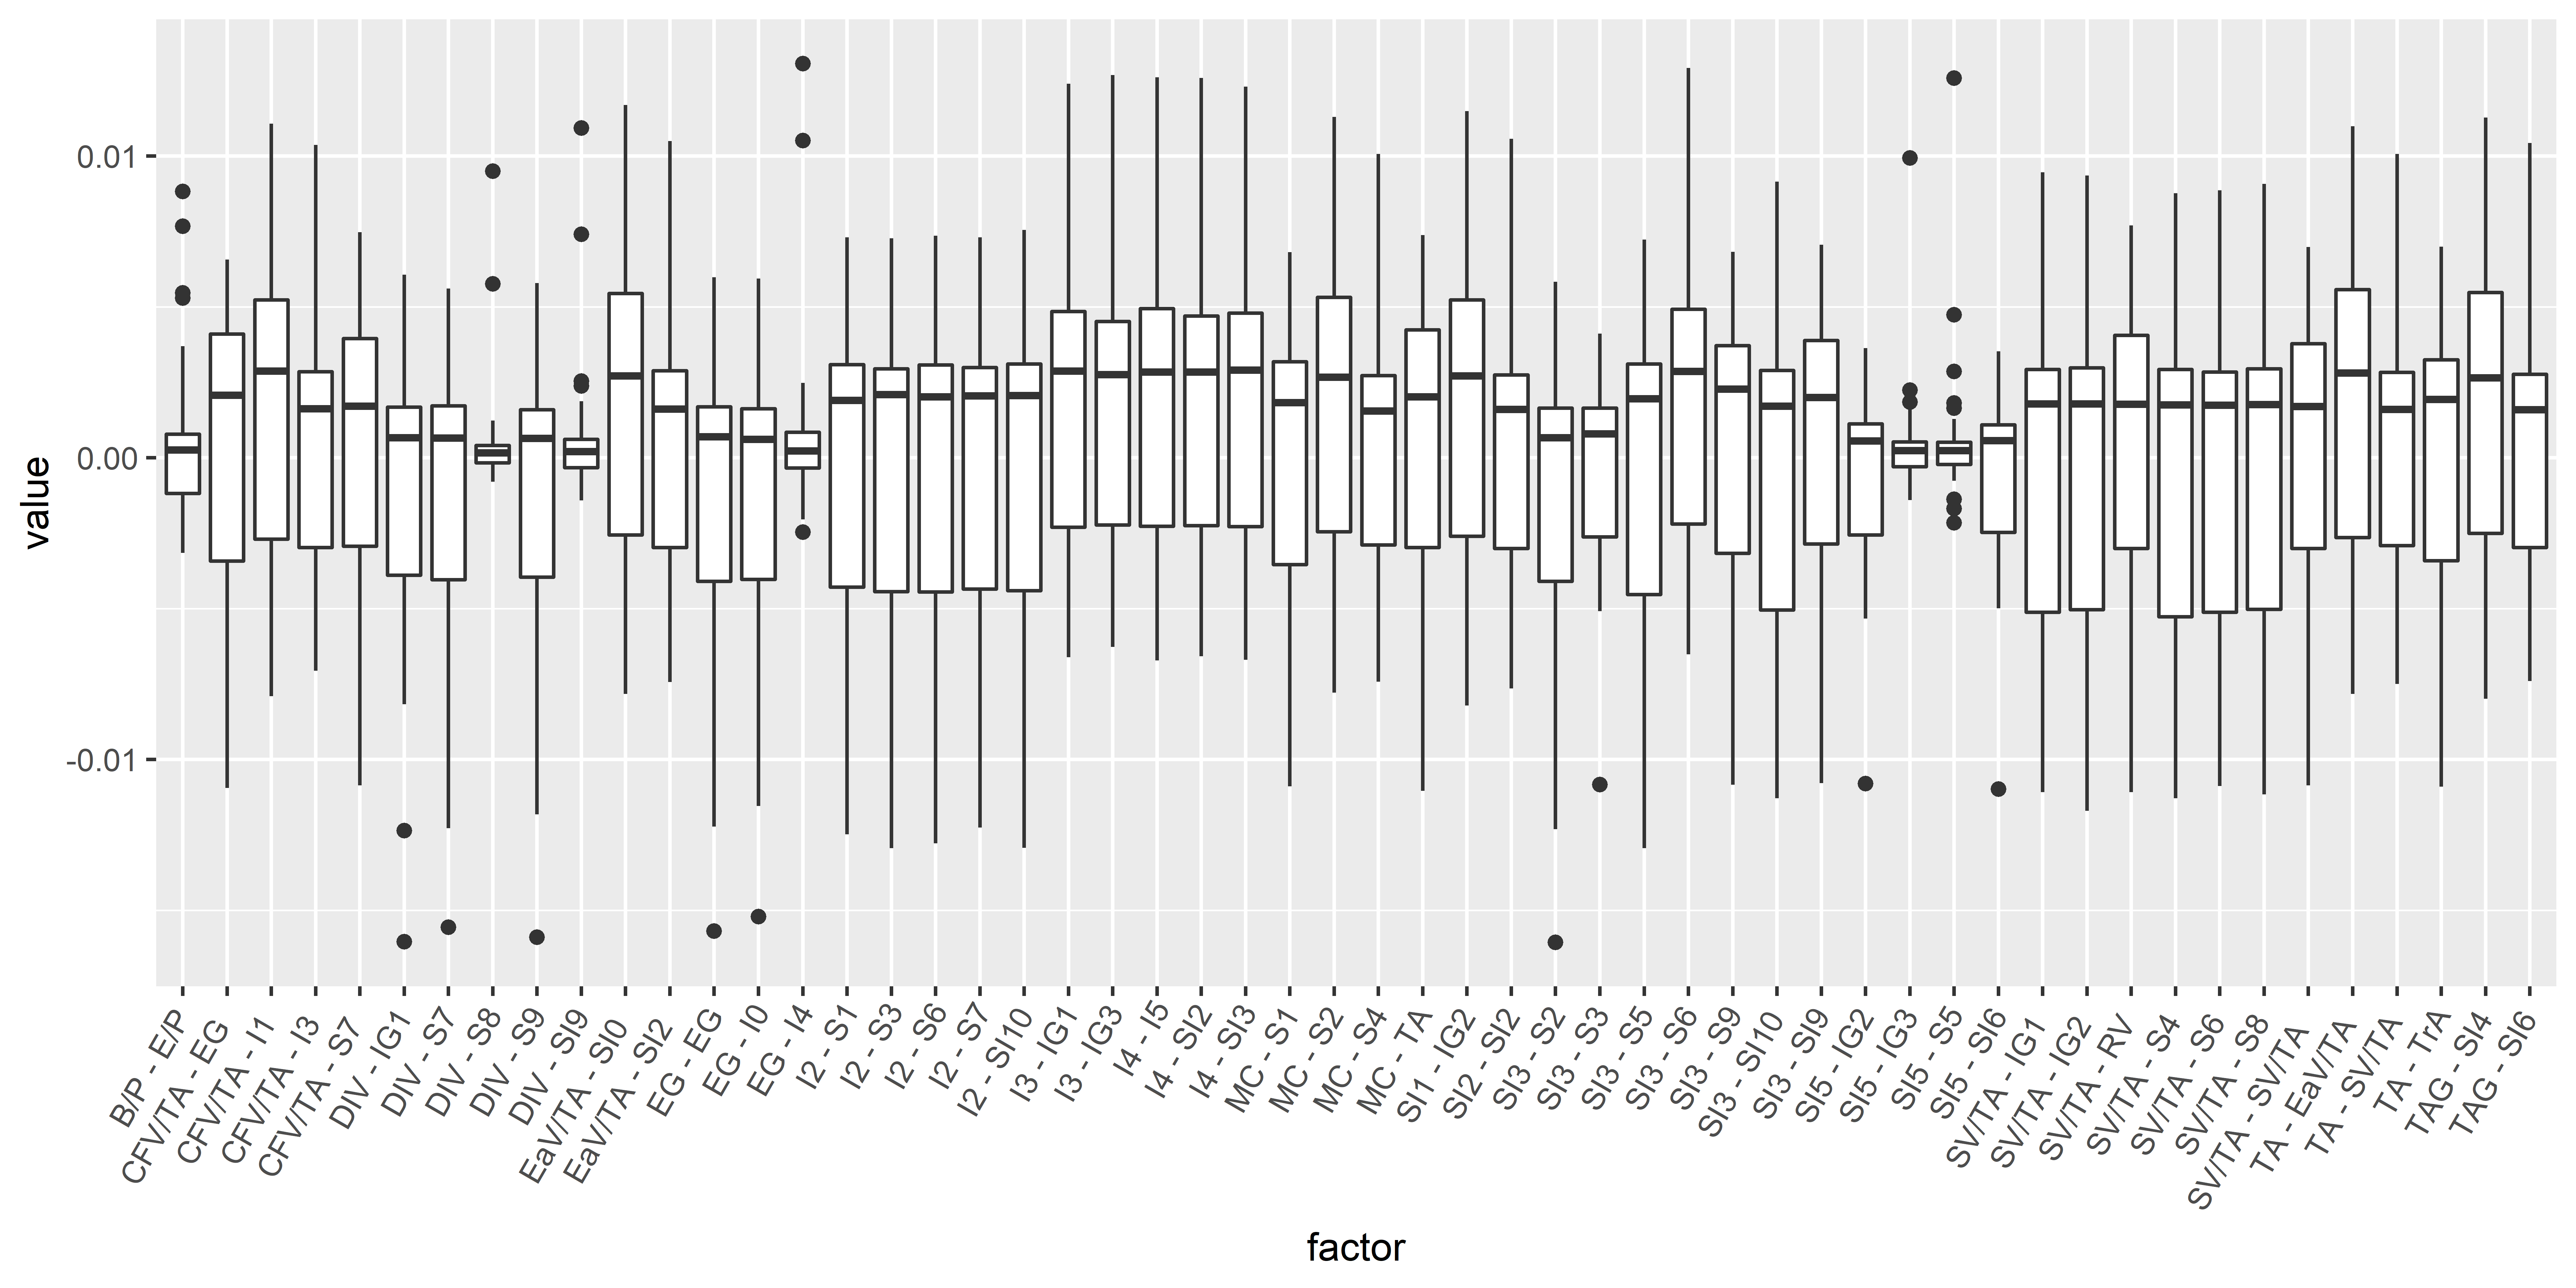 value
0.01
0.00
-0.01
B/P - E/P
CFV/TA - EG
CFV/TA - I1
CFV/TA - I3
CFV/TA - S7
DIV - IG1
DIV - S7
DIV - S8
DIV - S9
DIV - SI9
EaV/TA - SI0
EaV/TA - SI2
EG - EG
EG - I0
EG - I4
I2 - S1
I2 - S3
I2 - S6
I2 - S7
I2 - SI10
I3 - IG1
I3 - IG3
I4 - I5
I4 - SI2
I4 - SI3
MC - S1
MC - S2
MC - S4
MC - TA
SI1 - IG2
SI2 - SI2
SI3 - S2
SI3 - S3
SI3 - S5
SI3 - S6
SI3 - S9
SI3 - SI10
SI3 - SI9
SI5 - IG2
SI5 - IG3
SI5 - S5
SI5 - SI6
SV/TA - IG1
SV/TA - IG2
SV/TA - RV
SV/TA - S4
SV/TA - S6
SV/TA - S8
SV/TA - SV/TA
TA - EaV/TA
TA - SV/TA
TA - TrA
TAG - SI4
TAG - SI6
factor